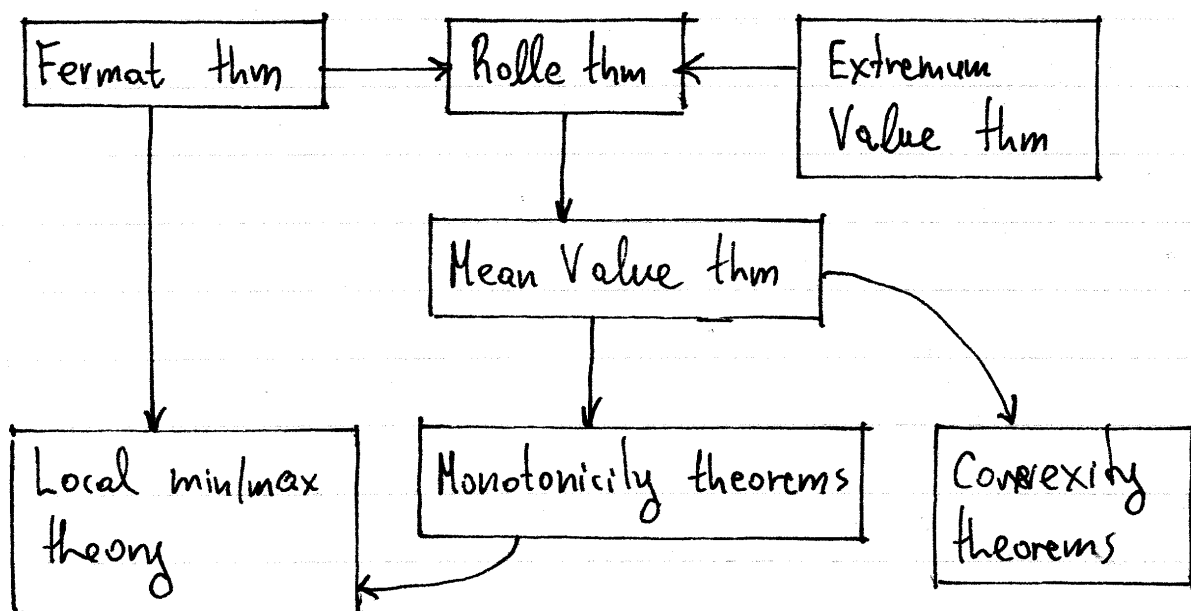 Fermat thm
Rolle thm
Extremum
Value thm
Mean Value thm
Local min/max
theory
Monotonicity theorems
Convexity
theorems